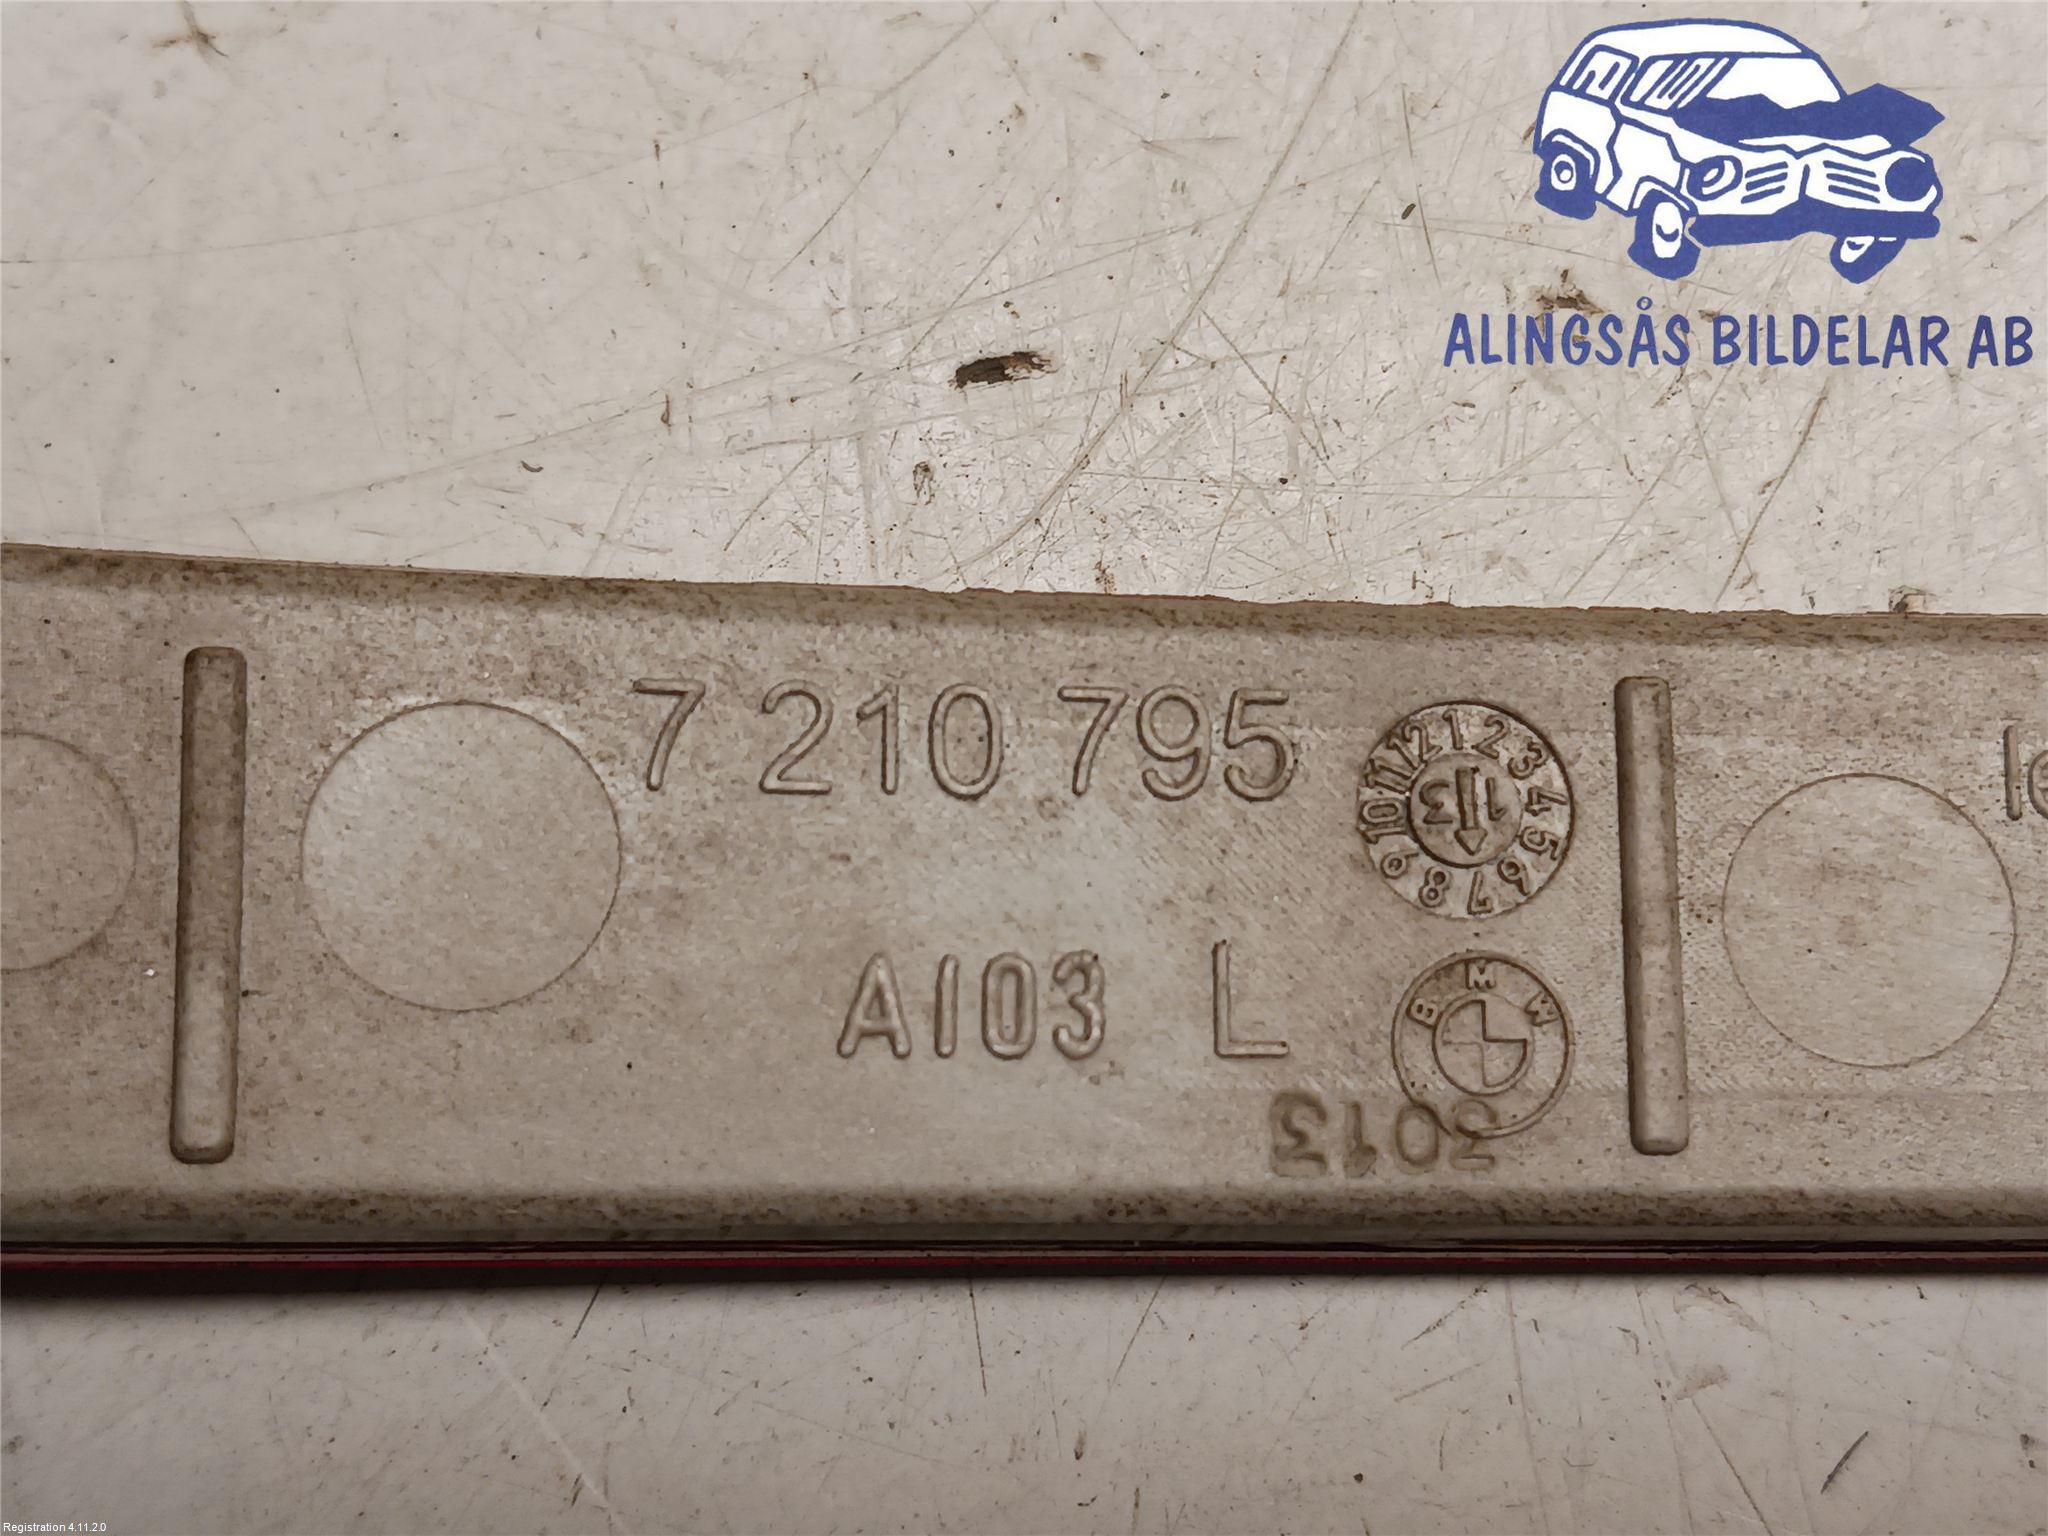 ALINGSÅS BILDELAR AB
7 210 795
12 1 2 3 4 5 6 7 8 9 10 11
13
A103 L
BMW
3013
Registration 4.11.2.0